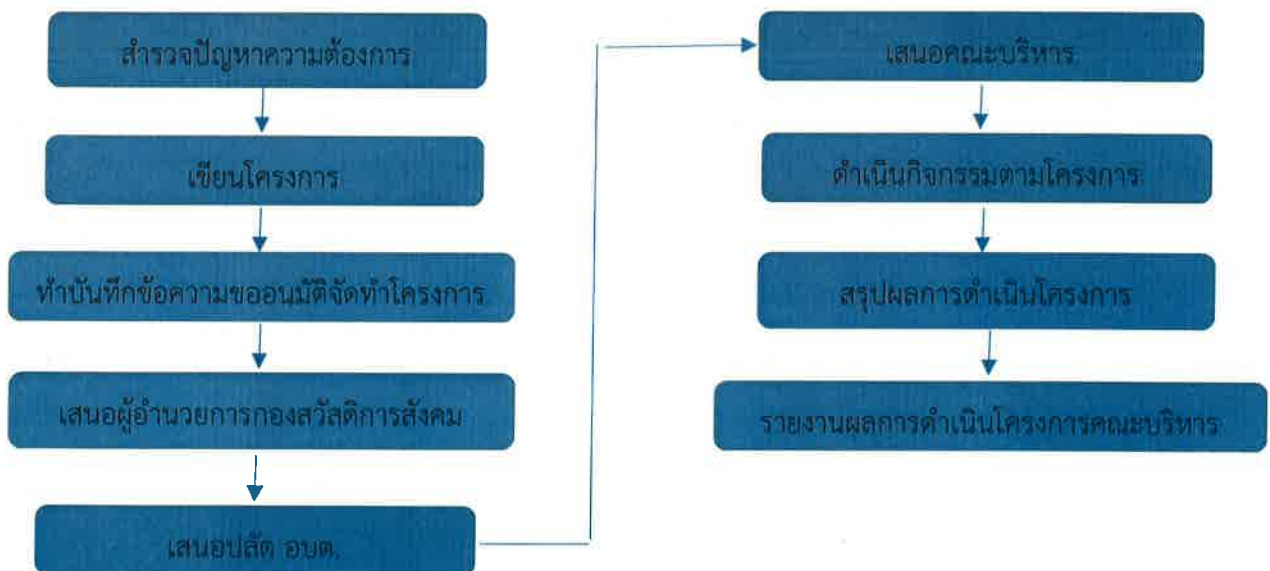 สำรวจปัญหาความต้องการ
เขียนโครงการ
ทำบันทึกข้อความขออนุมัติจัดทำโครงการ
เสนอผู้อำนวยการกองสวัสดิการสังคม
เสนอปลัด อบต.
เสนอคณะบริหาร
ดำเนินกิจกรรมตามโครงการ
สรุปผลการดำเนินโครงการ
รายงานผลการดำเนินโครงการคณะบริหาร